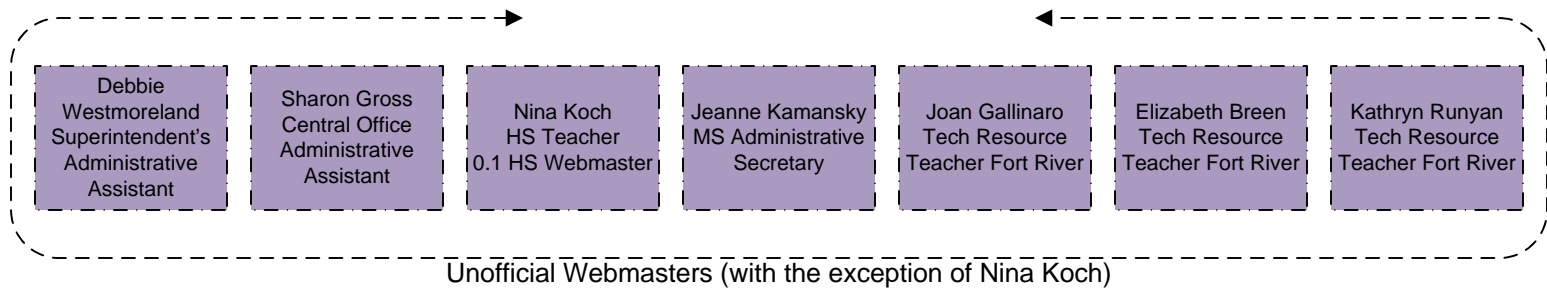 Debbie
Westmoreland
Superintendent's
Administrative
Assistant
Sharon Gross
Central Office
Administrative
Assistant
Nina Koch
HS Teacher
0.1 HS Webmaster
Jeanne Kamansky
MS Administrative
Secretary
Joan Gallinaro
Tech Resource
Teacher Fort River
Elizabeth Breen
Tech Resource
Teacher Fort River
Kathryn Runyan
Tech Resource
Teacher Fort River
Unofficial Webmasters (with the exception of Nina Koch)